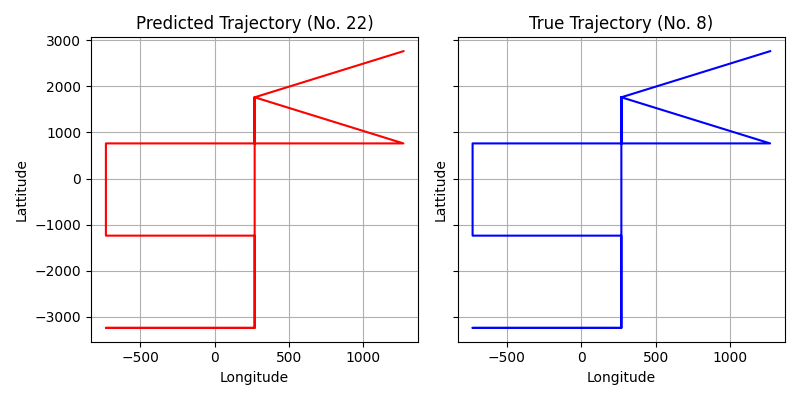 Predicted Trajectory (No. 22)
True Trajectory (No. 8)
3000
2000
1000
0
−1000
−2000
−3000
Lattitude
Lattitude
−500
0
500
1000
−500
0
500
1000
Longitude
Longitude